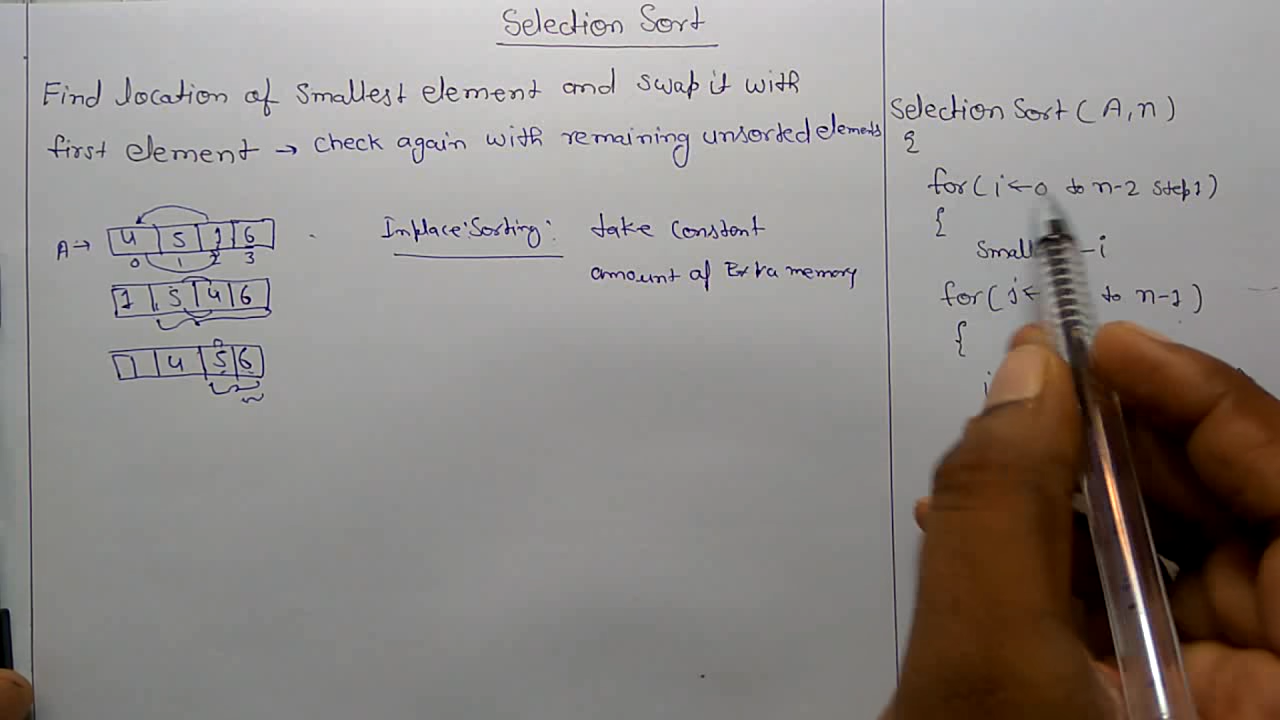 Selection Sort
Find location of smallest element and swap it with
first element → check again with remaining unsorted elements
A→ 4 5 1 6
0 1 2 3
1 5 4 6
1 4 5 6
Inplace Sorting: take constant
amount of Extra memory
Selection Sort (A,n)
{
for( i ← 0 to n-2 step1)
{
small i
for( j ← to n-1 )
{
i